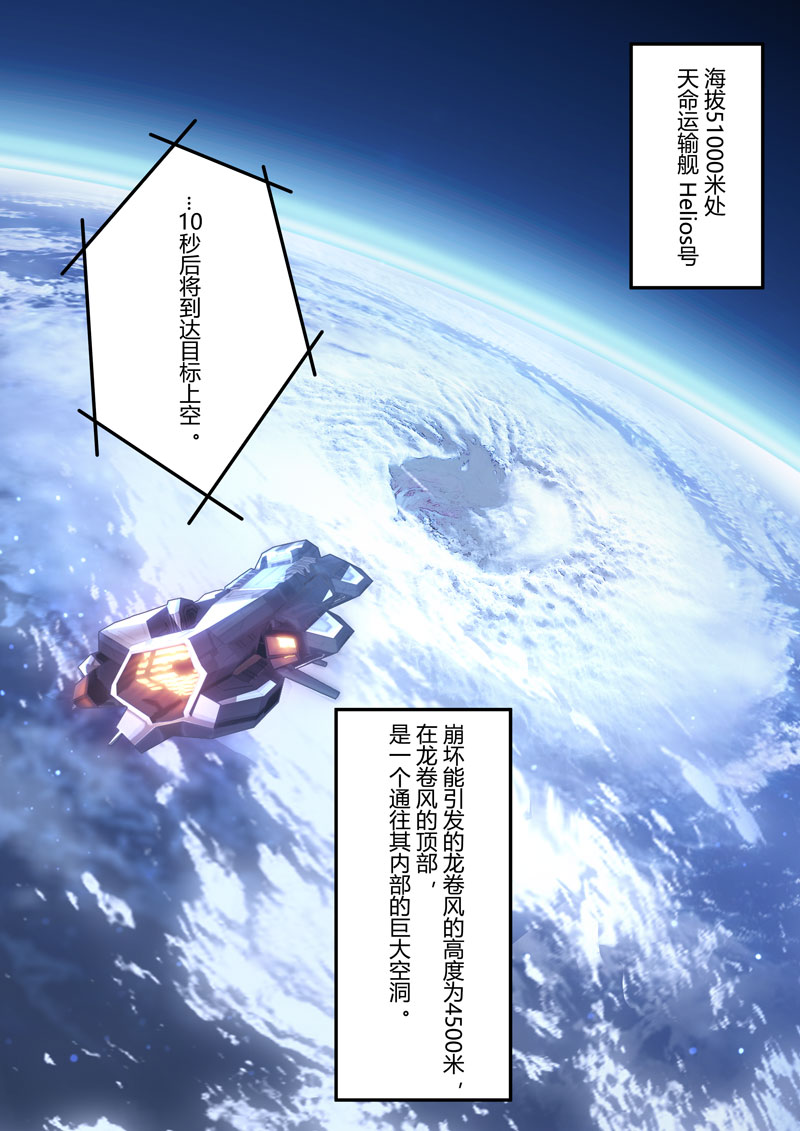 海拔51000米处
天命运输舰 Helios号
…10秒后将到达目标上空。
崩坏能引发的龙卷风的高度为4500米，
在龙卷风的顶部，
是一个通往其内部的巨大空洞。